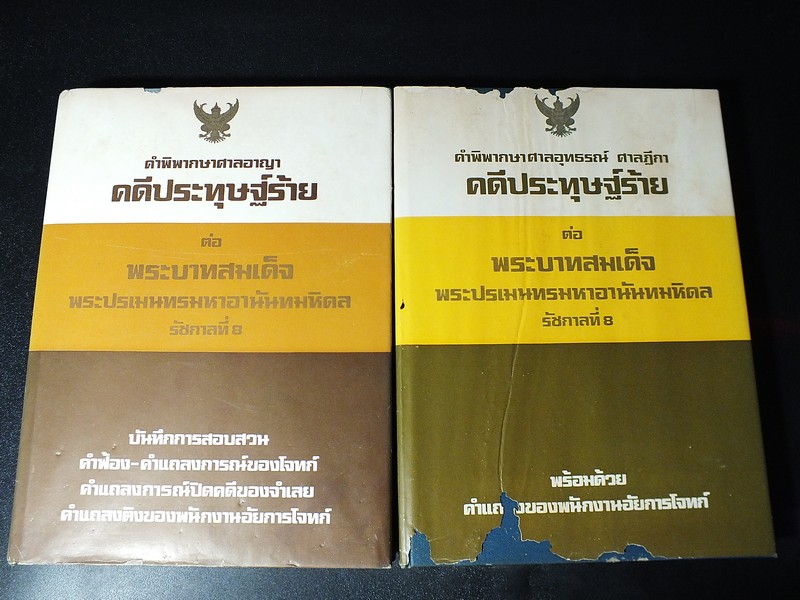 คำพิพากษาศาลอาญา
คดีประทุษฐ์ร้าย
ต่อ
พระบาทสมเด็จ
พระปรเมนทรมหาอานันทมหิดล
รัชกาลที่ 8
บันทึกการสอบสวน
คำฟ้อง-คำแถลงการณ์ของโจทก์
คำแถลงการณ์ปิดคดีของจำเลย
คำแถลงติงของพนักงานอัยการโจทก์
คำพิพากษาศาลอุทธรณ์ ศาลฎีกา
คดีประทุษฐ์ร้าย
ต่อ
พระบาทสมเด็จ
พระปรเมนทรมหาอานันทมหิดล
รัชกาลที่ 8
พร้อมด้วย
ของพนักงานอัยการโจทก์